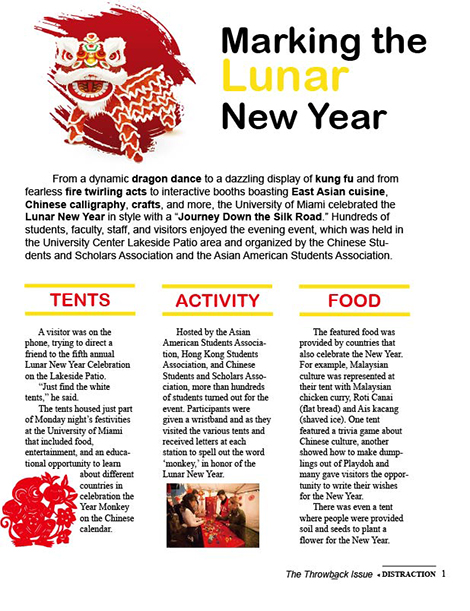 Marking the
Lunar
New Year
From a dynamic dragon dance to a dazzling display of kung fu and from
fearless fire twirling acts to interactive booths boasting East Asian cuisine,
Chinese calligraphy, crafts, and more, the University of Miami celebrated the
Lunar New Year in style with a “Journey Down the Silk Road.” Hundreds of
students, faculty, staff, and visitors enjoyed the evening event, which was held in
the University Center Lakeside Patio area and organized by the Chinese Stu-
dents and Scholars Association and the Asian American Students Association.
TENTS
A visitor was on the
phone, trying to direct a
friend to the fifth annual
Lunar New Year Celebration
on the Lakeside Patio.
“Just find the white
tents,” he said.
The tents housed just part
of Monday night’s festivities
at the University of Miami
that included food,
entertainment, and an educa-
tional opportunity to learn
about different
countries in
celebration the
Year Monkey
on the Chinese
calendar.
ACTIVITY
Hosted by the Asian
American Students Associa-
tion, Hong Kong Students
Association, and Chinese
Students and Scholars Asso-
ciation, more than hundreds
of students turned out for the
event. Participants were
given a wristband and as they
visited the various tents and
received letters at each
station to spell out the word
‘monkey,’ in honor of the
Lunar New Year.
FOOD
The featured food was
provided by countries that
also celebrate the New Year.
For example, Malaysian
culture was represented at
their tent with Malaysian
chicken curry, Roti Canai
(flat bread) and Ais kacang
(shaved ice). One tent
featured a trivia game about
Chinese culture, another
showed how to make dump-
lings out of Playdoh and
many gave visitors the oppor-
tunity to write their wishes
for the New Year.
There was even a tent
where people were provided
soil and seeds to plant a
flower for the New Year.
The Throwback Issue • DISTRACTION 1